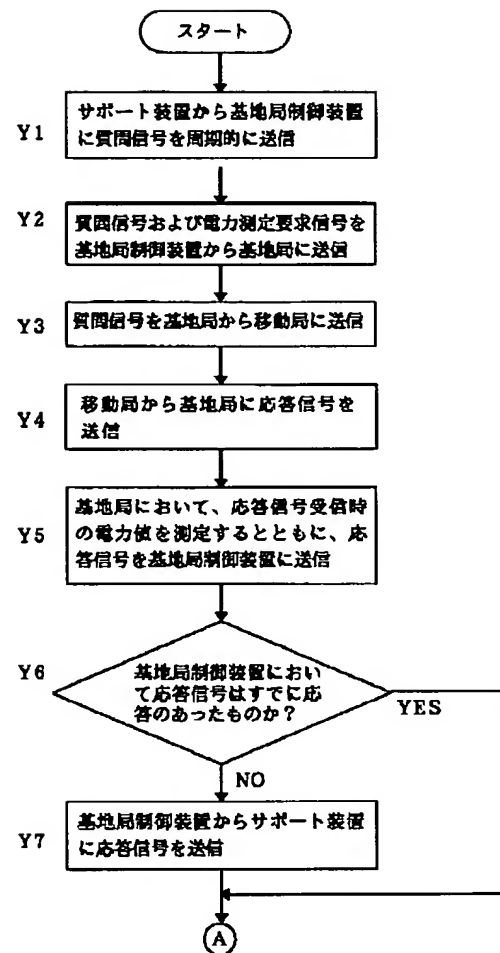 スタート
Y1
サポート装置から基地局制御装置
に質問信号を周期的に送信
Y2
質問信号および電力測定要求信号を
基地局制御装置から基地局に送信
Y3
質問信号を基地局から移動局に送信
Y4
移動局から基地局に応答信号を
送信
Y5
基地局において、応答信号受信時
の電力値を測定するとともに、応
答信号を基地局制御装置に送信
Y6
基地局制御装置におい
て応答信号はすでに応
答のあったものか？
YES
NO
Y7
基地局制御装置からサポート装置
に応答信号を送信
A